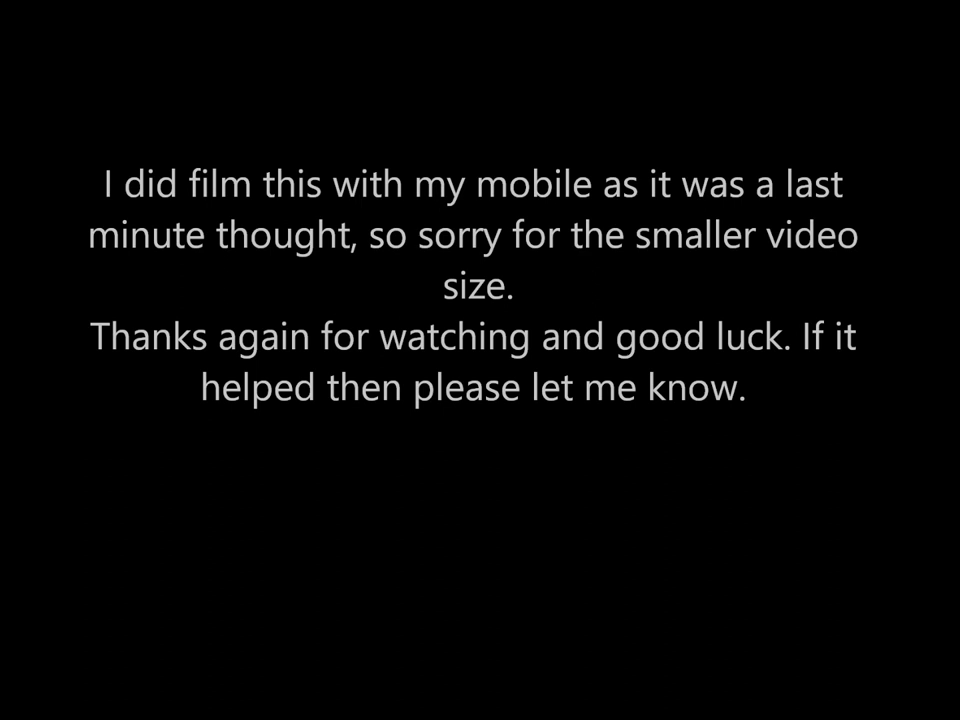 I did film this with my mobile as it was a last
minute thought, so sorry for the smaller video
size.
Thanks again for watching and good luck. If it
helped then please let me know.